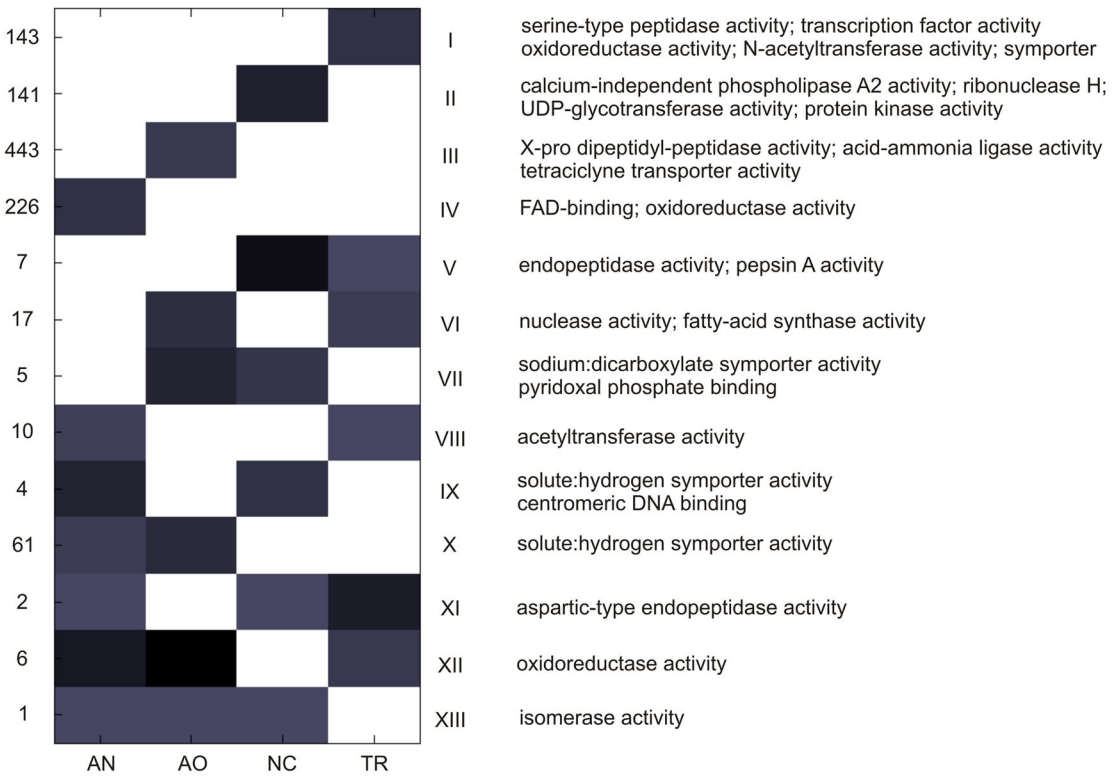 143 I serine-type peptidase activity; transcription factor activity
oxidoreductase activity; N-acetyltransferase activity; symporter
141 II calcium-independent phospholipase A2 activity; ribonuclease H;
UDP-glycotransferase activity; protein kinase activity
443 III X-pro dipeptidyl-peptidase activity; acid-ammonia ligase activity
tetraciclyne transporter activity
226 IV FAD-binding; oxidoreductase activity
7 V endopeptidase activity; pepsin A activity
17 VI nuclease activity; fatty-acid synthase activity
5 VII sodium:dicarboxylate symporter activity
pyridoxal phosphate binding
10 VIII acetyltransferase activity
4 IX solute:hydrogen symporter activity
centromeric DNA binding
61 X solute:hydrogen symporter activity
2 XI aspartic-type endopeptidase activity
6 XII oxidoreductase activity
1 XIII isomerase activity
AN AO NC TR